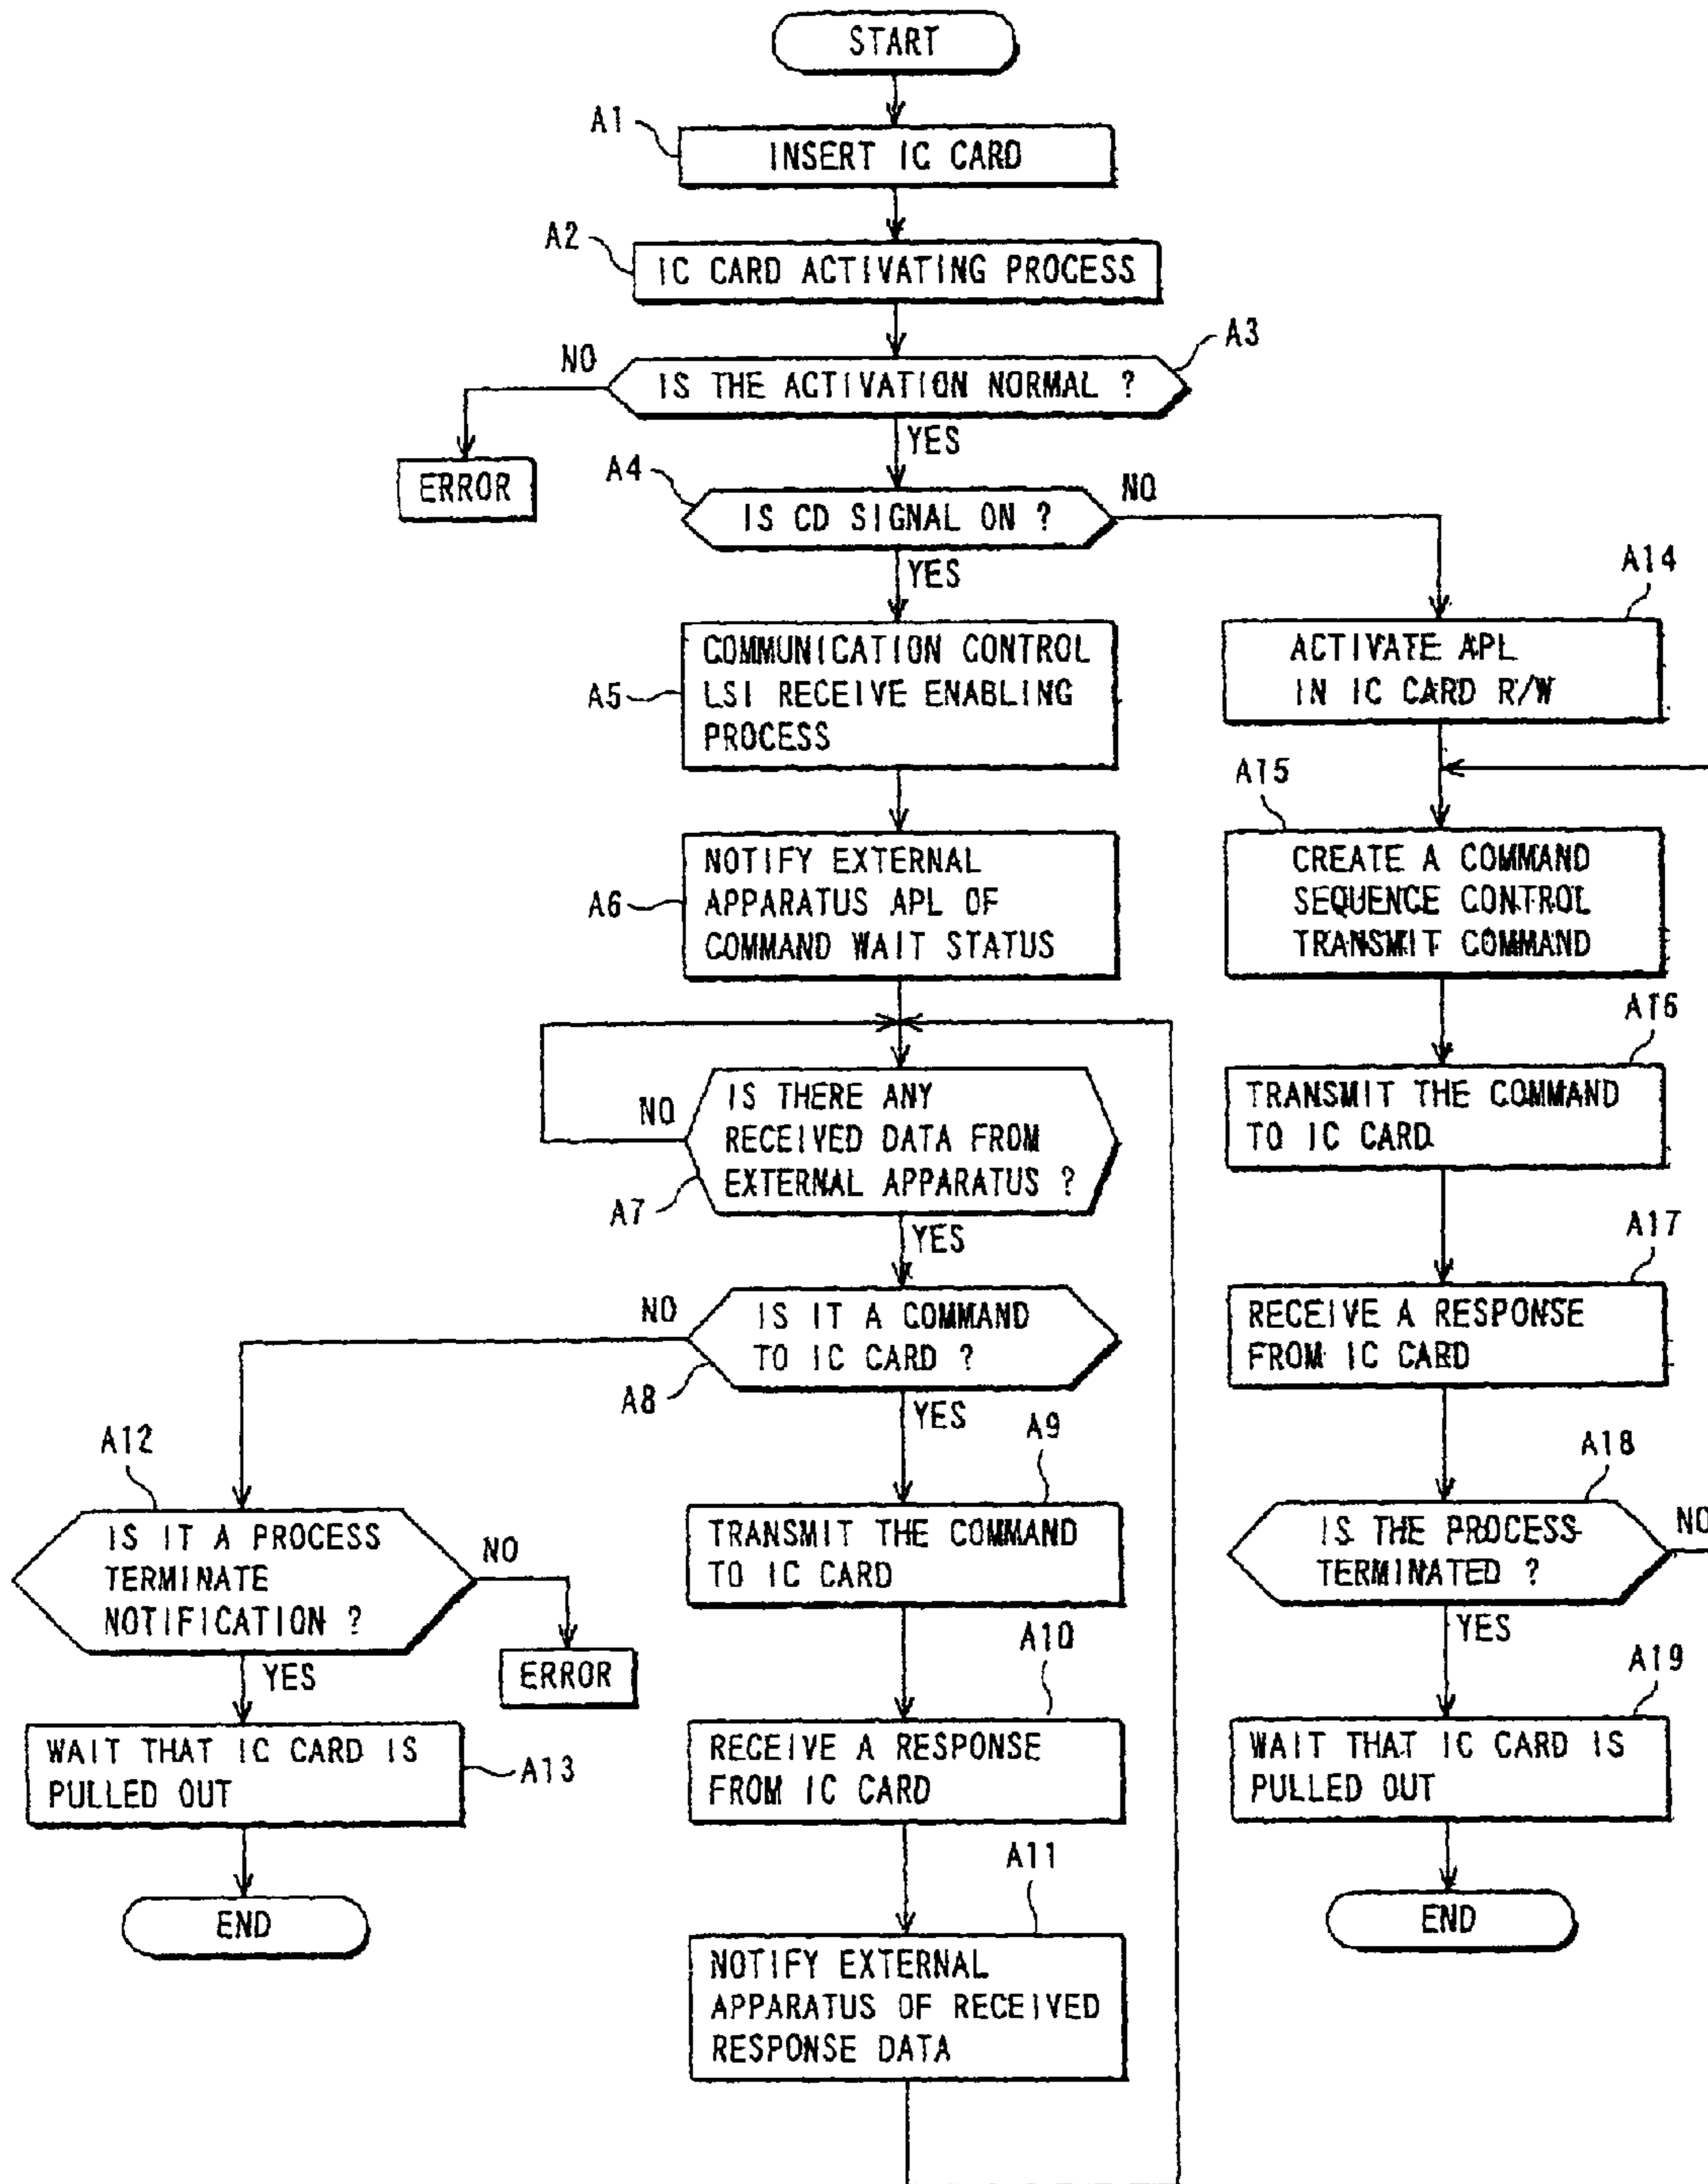 START
A1
INSERT IC CARD
A2
IC CARD ACTIVATING PROCESS
A3
NO
IS THE ACTIVATION NORMAL ?
YES
ERROR
A4
IS CD SIGNAL ON ?
NO
YES
A5
COMMUNICATION CONTROL
LSI RECEIVE ENABLING
PROCESS
A6
NOTIFY EXTERNAL
APPARATUS APL OF
COMMAND WAIT STATUS
NO
IS THERE ANY
RECEIVED DATA FROM
EXTERNAL APPARATUS ?
A7
YES
NO
IS IT A COMMAND
TO IC CARD ?
A8
YES
A12
IS IT A PROCESS
TERMINATE
NOTIFICATION ?
NO
ERROR
YES
WAIT THAT IC CARD IS
PULLED OUT
A13
END
A9
TRANSMIT THE COMMAND
TO IC CARD
A10
RECEIVE A RESPONSE
FROM IC CARD
A11
NOTIFY EXTERNAL
APPARATUS OF RECEIVED
RESPONSE DATA
A14
ACTIVATE APL
IN IC CARD R/W
A15
CREATE A COMMAND
SEQUENCE CONTROL
TRANSMIT COMMAND
A16
TRANSMIT THE COMMAND
TO IC CARD
A17
RECEIVE A RESPONSE
FROM IC CARD
A18
IS THE PROCESS
TERMINATED ?
NO
YES
A19
WAIT THAT IC CARD IS
PULLED OUT
END